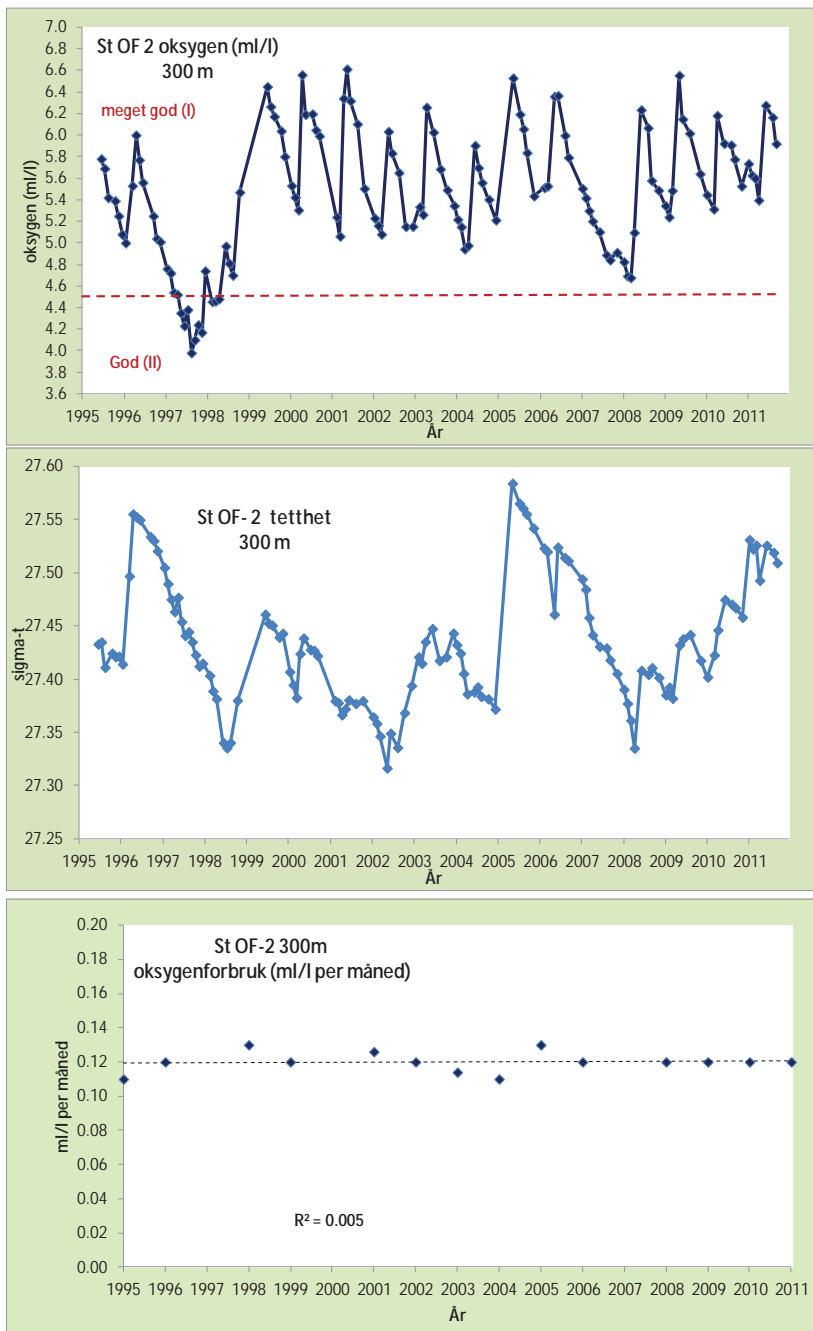 St OF 2 oksygen (ml/l)
300 m
meget god (I)
God (II)
oksygen (ml/l)
7.0
6.8
6.6
6.4
6.2
6.0
5.8
5.6
5.4
5.2
5.0
4.8
4.6
4.4
4.2
4.0
3.8
3.6
1995 1996 1997 1998 1999 2000 2001 2002 2003 2004 2005 2006 2007 2008 2009 2010 2011
År
St OF- 2 tetthet
300 m
sigma-t
27.60
27.55
27.50
27.45
27.40
27.35
27.30
27.25
1995 1996 1997 1998 1999 2000 2001 2002 2003 2004 2005 2006 2007 2008 2009 2010 2011
År
St OF-2 300m
oksygenforbruk (ml/l per måned)
ml/l per måned
0.20
0.18
0.16
0.14
0.12
0.10
0.08
0.06
0.04
0.02
0.00
R² = 0.005
1995 1996 1997 1998 1999 2000 2001 2002 2003 2004 2005 2006 2007 2008 2009 2010 2011
År